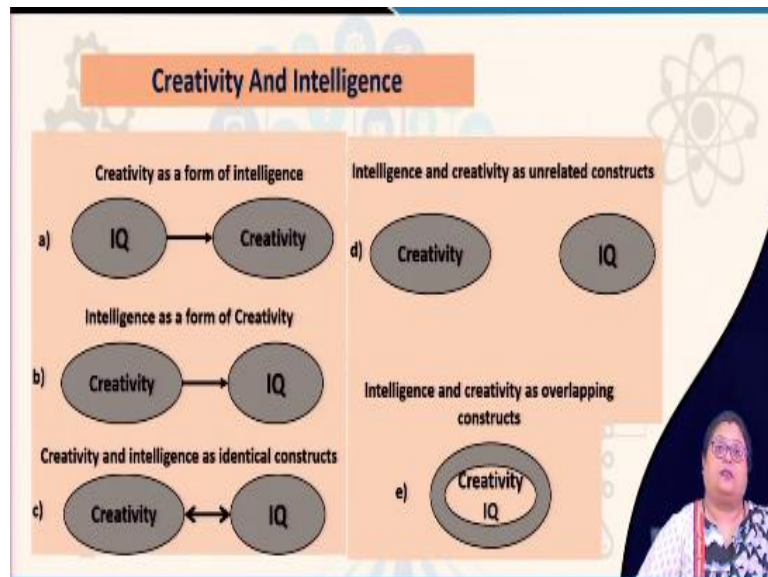 Creativity And Intelligence
Creativity as a form of intelligence
a)
IQ
Creativity
Intelligence as a form of Creativity
b)
Creativity
IQ
Creativity and intelligence as identical constructs
c)
Creativity
IQ
Intelligence and creativity as unrelated constructs
d)
Creativity
IQ
Intelligence and creativity as overlapping
constructs
e)
Creativity
IQ